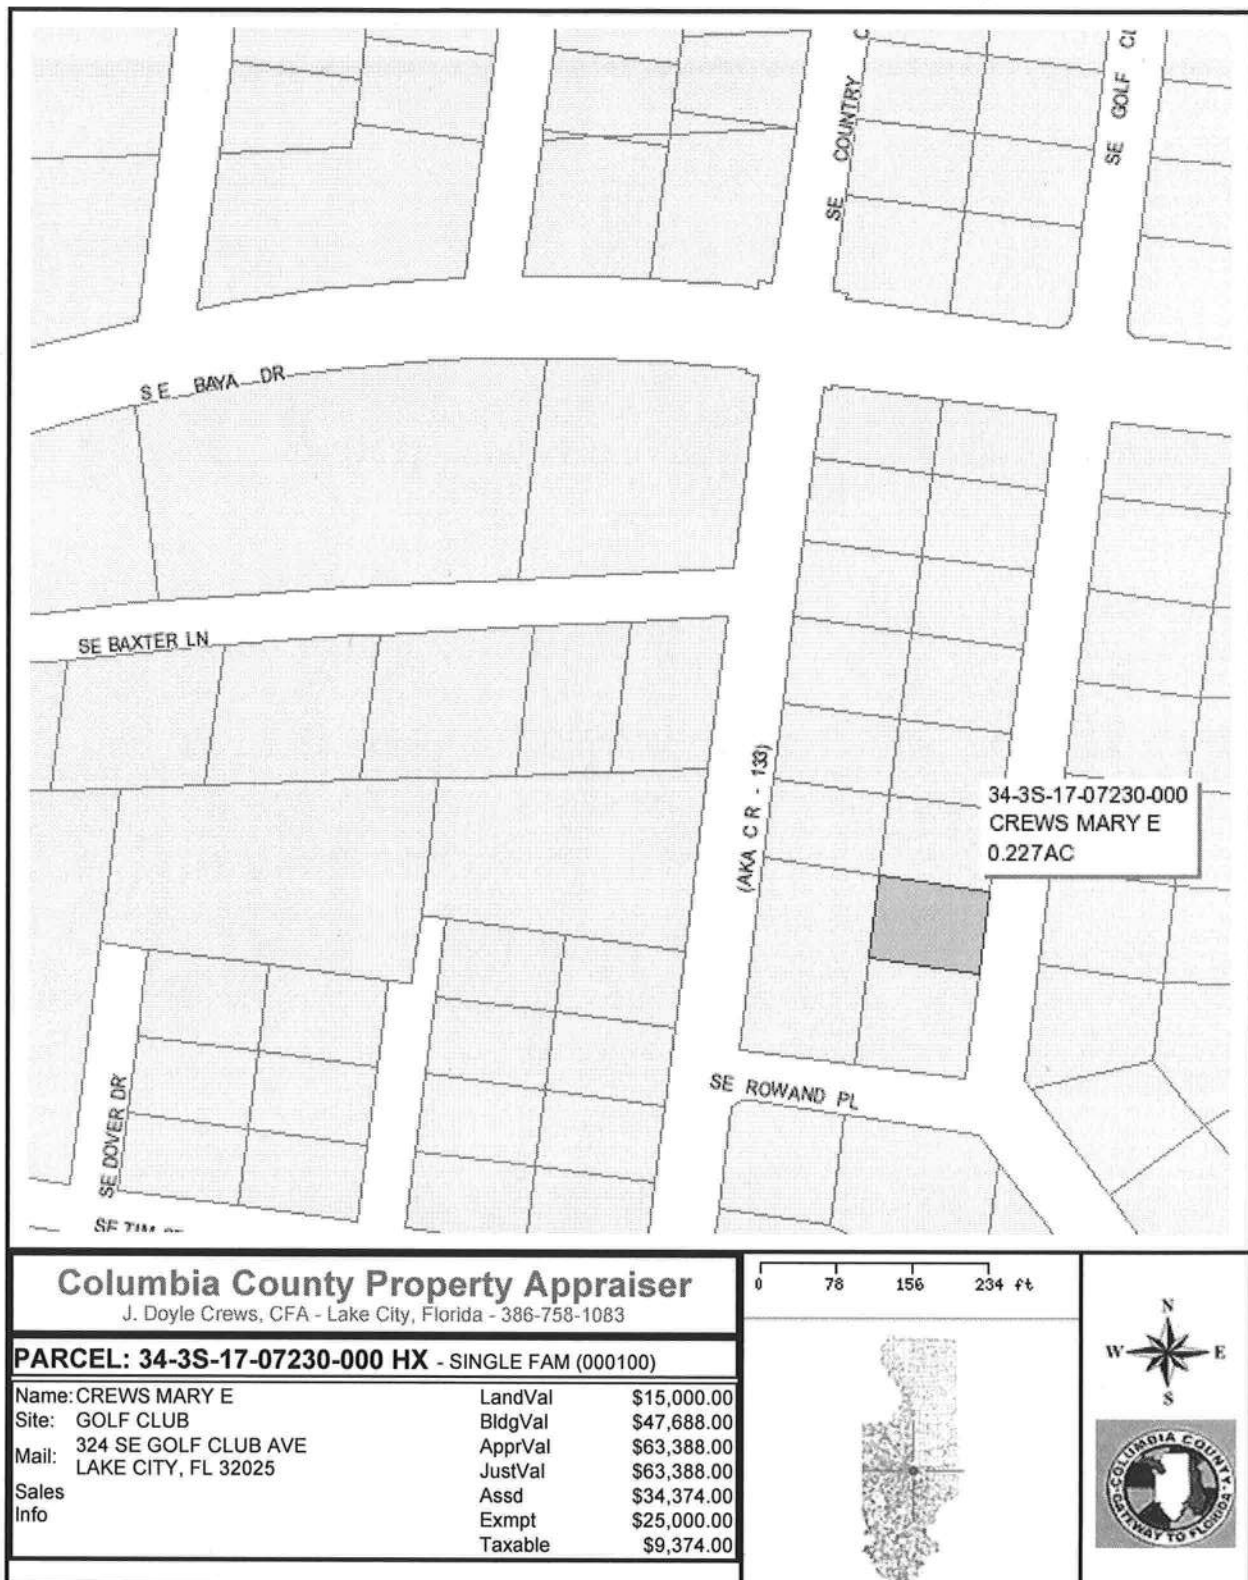 SE COUNTRY C
SE GOLF CL
S E BAYA DR
SE BAXTER LN
(AKA C R - 133)
34-3S-17-07230-000
CREWS MARY E
0.227AC
SE ROWAND PL
SE DOVER DR
SE TIM
Columbia County Property Appraiser
J. Doyle Crews, CFA - Lake City, Florida - 386-758-1083
PARCEL: 34-3S-17-07230-000 HX - SINGLE FAM (000100)
Name: CREWS MARY E LandVal $15,000.00
Site: GOLF CLUB BldgVal $47,688.00
Mail: 324 SE GOLF CLUB AVE ApprVal $63,388.00
LAKE CITY, FL 32025 JustVal $63,388.00
Sales Assd $34,374.00
Info Exmpt $25,000.00
Taxable $9,374.00
0 78 156 234 ft
N
W E
S
COLUMBIA COUNTY
GATEWAY TO FLORIDA